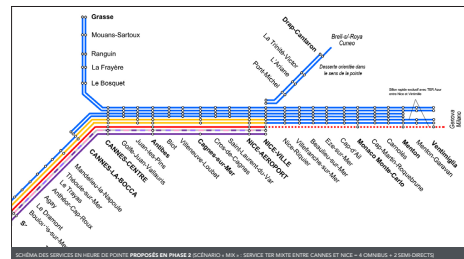 Grasse
Mouans-Sartoux
Ranguin
La Frayère
Le Bosquet
Drap-Cantaron
La Trinité-Victor
L'Ariane
Pont-Michel
Breil-s/-Roya
Cuneo
Desserte orientée dans
le sens de la pointe
Genova
Milano
Ventimiglia
Menton-Garavan
Menton
Carnolès
Cap-Martin-Roquebrune
Monaco Monte-Carlo
Cap-d'Ail
Eze-sur-Mer
Beaulieu-sur-Mer
Villefranche-sur-Mer
Nice-Riquier
NICE-VILLE
NICE-AEROPORT
Saint-Laurent-du-Var
Cros-de-Cagnes
Cagnes-sur-Mer
Villeneuve-Loubet
Biot
Antibes
Juan-les-Pins
Golfe-Juan-Vallauris
CANNES-CENTRE
CANNES-LA-BOCCA
Mandelieu-la-Napoule
Théoule-sur-Mer
Le Trayas
Anthéor-Cap-Roux
Agay
Le Dramont
Boulouris-sur-Mer
SCHÉMA DES SERVICES EN HEURE DE POINTE PROPOSÉS EN PHASE 2 (SCÉNARIO « MIX » : SERVICE TER MIXTE ENTRE CANNES ET NICE = 4 OMNIBUS + 2 SEMI-DIRECTS)